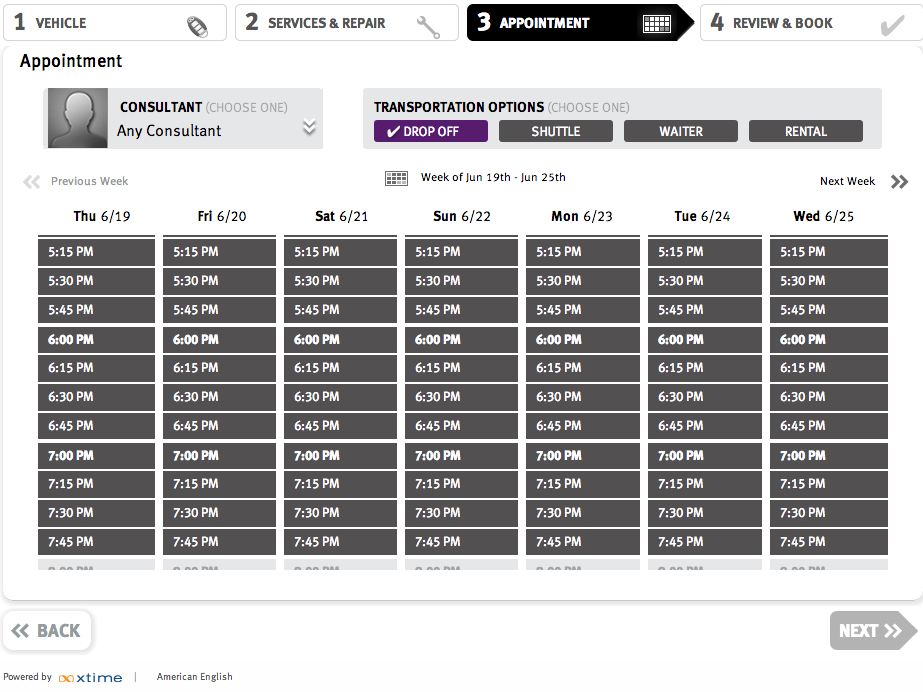 1 VEHICLE 2 SERVICES & REPAIR 3 APPOINTMENT 4 REVIEW & BOOK
Appointment
CONSULTANT (CHOOSE ONE)
Any Consultant
TRANSPORTATION OPTIONS (CHOOSE ONE)
DROP OFF SHUTTLE WAITER RENTAL
Previous Week Week of Jun 19th - Jun 25th Next Week
Thu 6/19 Fri 6/20 Sat 6/21 Sun 6/22 Mon 6/23 Tue 6/24 Wed 6/25
5:15 PM 5:15 PM 5:15 PM 5:15 PM 5:15 PM 5:15 PM 5:15 PM
5:30 PM 5:30 PM 5:30 PM 5:30 PM 5:30 PM 5:30 PM 5:30 PM
5:45 PM 5:45 PM 5:45 PM 5:45 PM 5:45 PM 5:45 PM 5:45 PM
6:00 PM 6:00 PM 6:00 PM 6:00 PM 6:00 PM 6:00 PM 6:00 PM
6:15 PM 6:15 PM 6:15 PM 6:15 PM 6:15 PM 6:15 PM 6:15 PM
6:30 PM 6:30 PM 6:30 PM 6:30 PM 6:30 PM 6:30 PM 6:30 PM
6:45 PM 6:45 PM 6:45 PM 6:45 PM 6:45 PM 6:45 PM 6:45 PM
7:00 PM 7:00 PM 7:00 PM 7:00 PM 7:00 PM 7:00 PM 7:00 PM
7:15 PM 7:15 PM 7:15 PM 7:15 PM 7:15 PM 7:15 PM 7:15 PM
7:30 PM 7:30 PM 7:30 PM 7:30 PM 7:30 PM 7:30 PM 7:30 PM
7:45 PM 7:45 PM 7:45 PM 7:45 PM 7:45 PM 7:45 PM 7:45 PM
BACK NEXT
Powered by xtime | American English